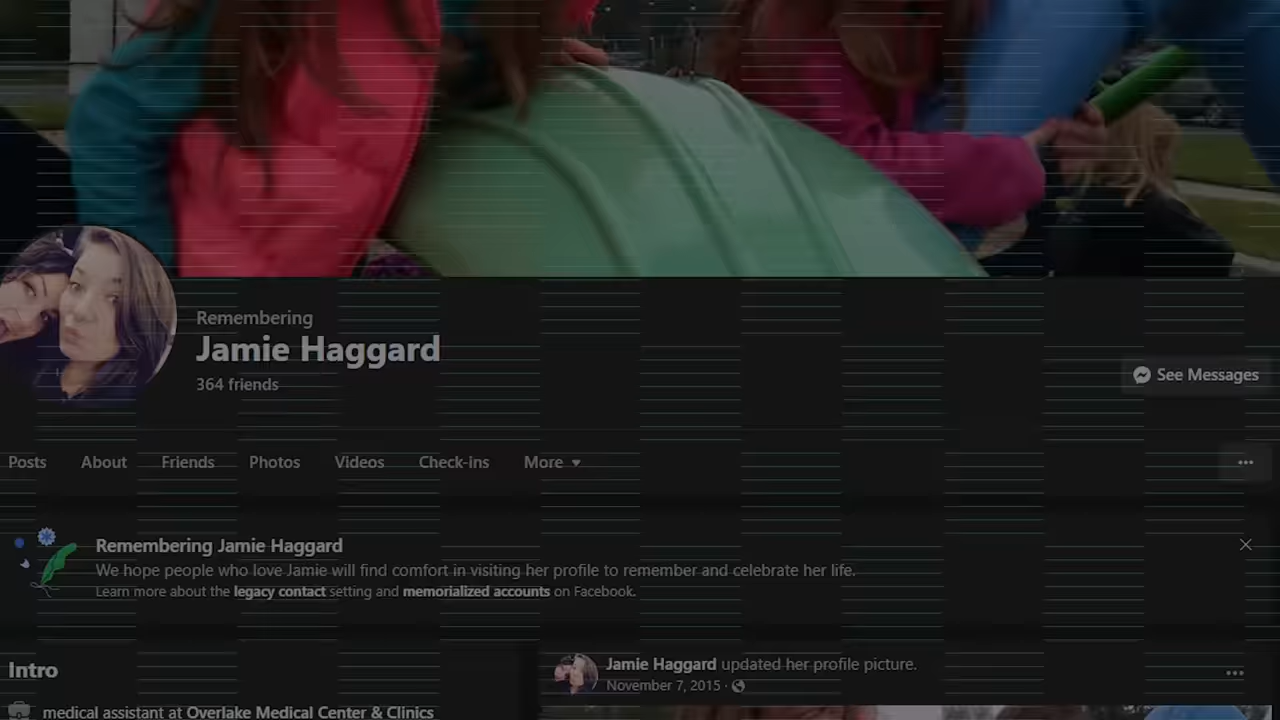 Remembering
Jamie Haggard
364 friends
See Messages
Posts About Friends Photos Videos Check-ins More
Remembering Jamie Haggard
We hope people who love Jamie will find comfort in visiting her profile to remember and celebrate her life.
Learn more about the legacy contact setting and memorialized accounts on Facebook.
Intro
Jamie Haggard updated her profile picture.
November 7, 2015 ·
medical assistant at Overlake Medical Center & Clinics